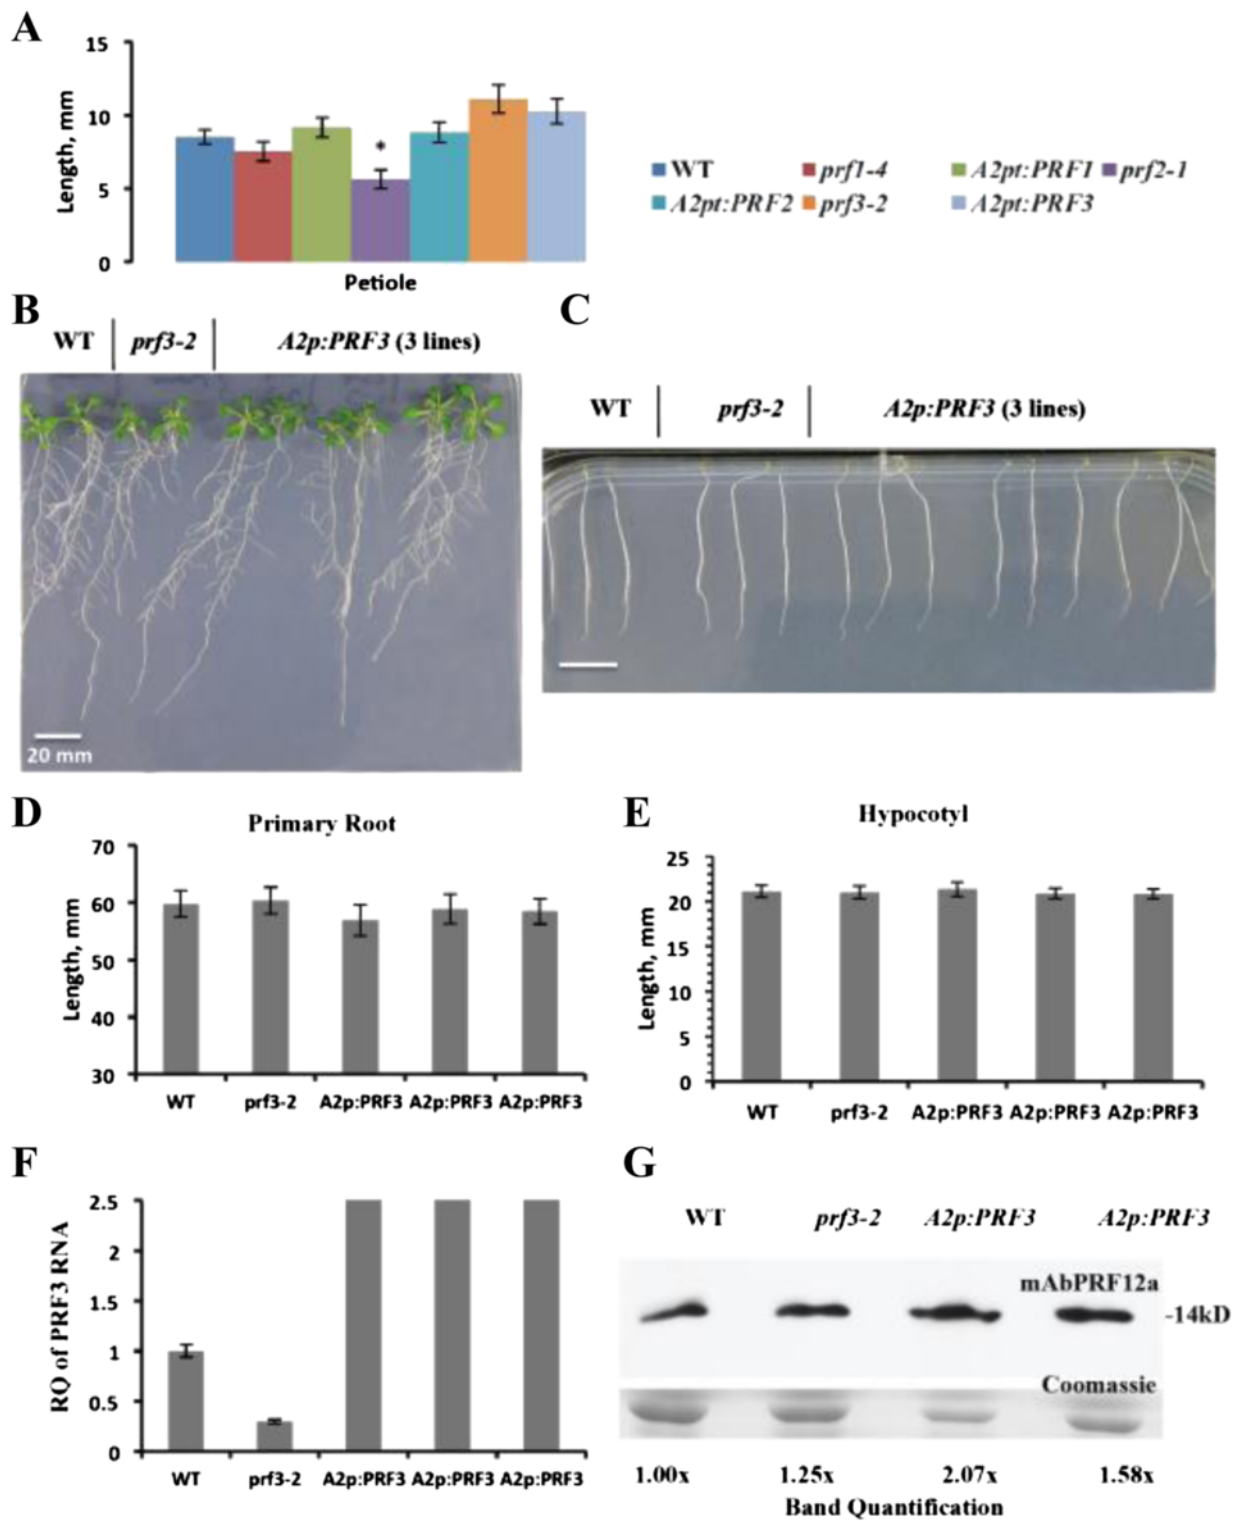 A
15
10
5
0
Length, mm
*
Petiole
WT prf1-4 A2pt:PRF1 prf2-1
A2pt:PRF2 prf3-2 A2pt:PRF3
B
WT prf3-2 A2p:PRF3 (3 lines)
20 mm
C
WT prf3-2 A2p:PRF3 (3 lines)
D
Primary Root
70
60
50
40
30
Length, mm
WT prf3-2 A2p:PRF3 A2p:PRF3 A2p:PRF3
E
Hypocotyl
25
20
15
10
5
0
Length, mm
WT prf3-2 A2p:PRF3 A2p:PRF3 A2p:PRF3
F
2.5
2
1.5
1
0.5
0
RQ of PRF3 RNA
WT prf3-2 A2p:PRF3 A2p:PRF3 A2p:PRF3
G
WT prf3-2 A2p:PRF3 A2p:PRF3
mAbPRF12a
-14kD
Coomassie
1.00x 1.25x 2.07x 1.58x
Band Quantification